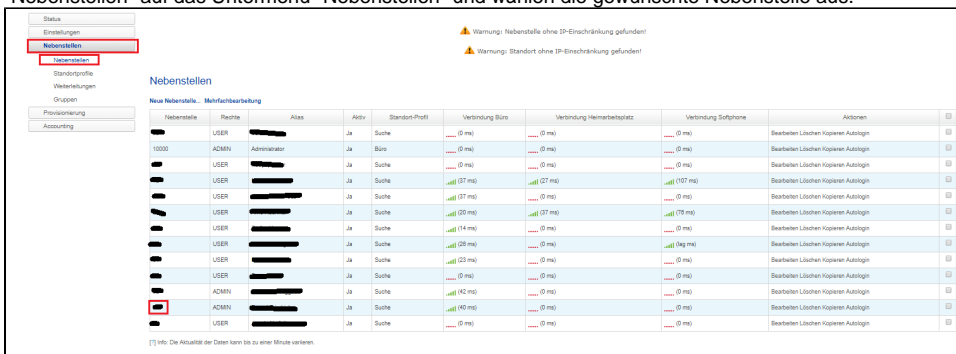 "Nebenstellen" auf das Untermenü "Nebenstellen" und wählen die gewünschte Nebenstelle aus.
Status
Einstellungen
Nebenstellen
Nebenstellen
Standortprofile
Weiterleitungen
Gruppen
Provisionierung
Accounting
Warnung: Nebenstelle ohne IP-Einschränkung gefunden!
Warnung: Standort ohne IP-Einschränkung gefunden!
Nebenstellen
Neue Nebenstelle... Mehrfachbearbeitung
Nebenstelle Rechte Alias Aktiv Standort-Profil Verbindung Büro Verbindung Heimarbeitsplatz Verbindung Softphone Aktionen
USER Ja Suche (0 ms) (0 ms) (0 ms) Bearbeiten Löschen Kopieren Autologin
10000 ADMIN Administrator Ja Büro (0 ms) (0 ms) (0 ms) Bearbeiten Löschen Kopieren Autologin
USER Ja Suche (0 ms) (0 ms) (0 ms) Bearbeiten Löschen Kopieren Autologin
USER Ja Suche (37 ms) (27 ms) (107 ms) Bearbeiten Löschen Kopieren Autologin
USER Ja Suche (37 ms) (0 ms) (0 ms) Bearbeiten Löschen Kopieren Autologin
USER Ja Suche (20 ms) (37 ms) (76 ms) Bearbeiten Löschen Kopieren Autologin
USER Ja Suche (14 ms) (0 ms) (0 ms) Bearbeiten Löschen Kopieren Autologin
USER Ja Suche (26 ms) (0 ms) (lag ms) Bearbeiten Löschen Kopieren Autologin
USER Ja Suche (23 ms) (0 ms) (0 ms) Bearbeiten Löschen Kopieren Autologin
USER Ja Suche (0 ms) (0 ms) (0 ms) Bearbeiten Löschen Kopieren Autologin
ADMIN Ja Suche (42 ms) (0 ms) (0 ms) Bearbeiten Löschen Kopieren Autologin
ADMIN Ja Suche (40 ms) (0 ms) (0 ms) Bearbeiten Löschen Kopieren Autologin
USER Ja Suche (0 ms) (0 ms) (0 ms) Bearbeiten Löschen Kopieren Autologin
[*] Info: Die Aktualität der Daten kann bis zu einer Minute variieren.